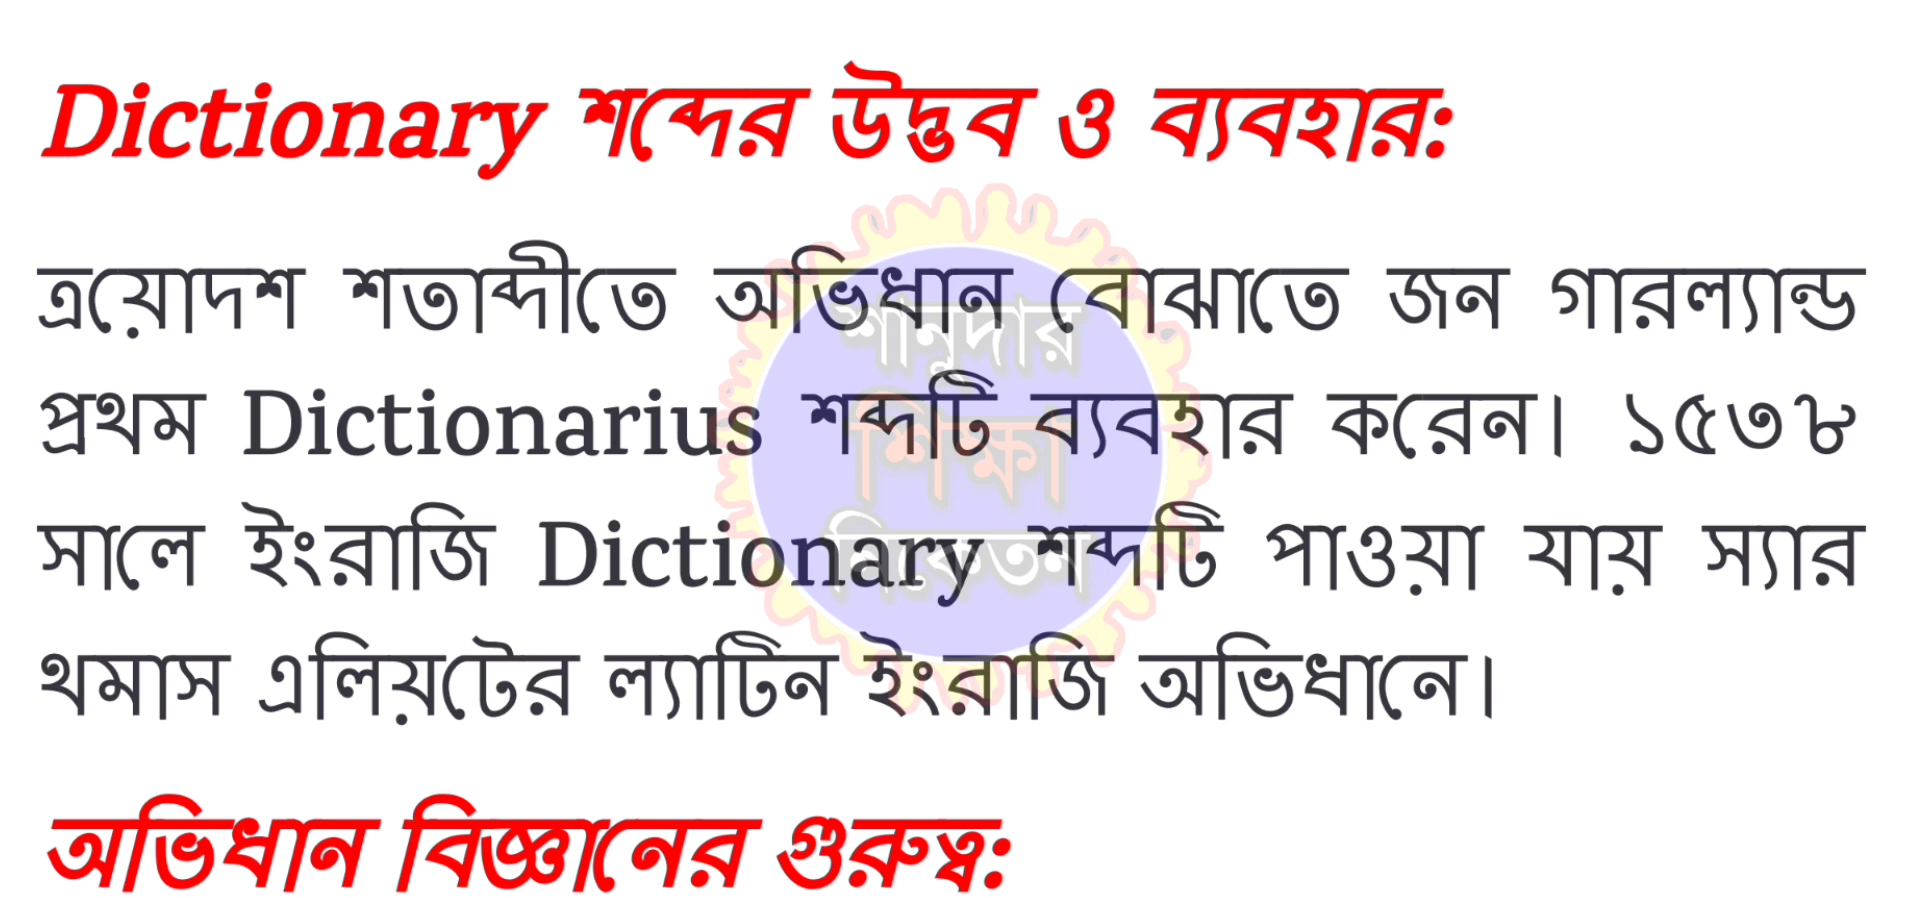 Dictionary শব্দের উদ্ভব ও ব্যবহার:
ত্রয়োদশ শতাব্দীতে অভিধান বোঝাতে জন গারল্যান্ড
প্রথম Dictionarius শব্দটি ব্যবহার করেন। ১৫৩৮
সালে ইংরাজি Dictionary শব্দটি পাওয়া যায় স্যার
থমাস এলিয়টের ল্যাটিন ইংরাজি অভিধানে।
অভিধান বিজ্ঞানের গুরুত্ব:
শিক্ষা
নিকেতন